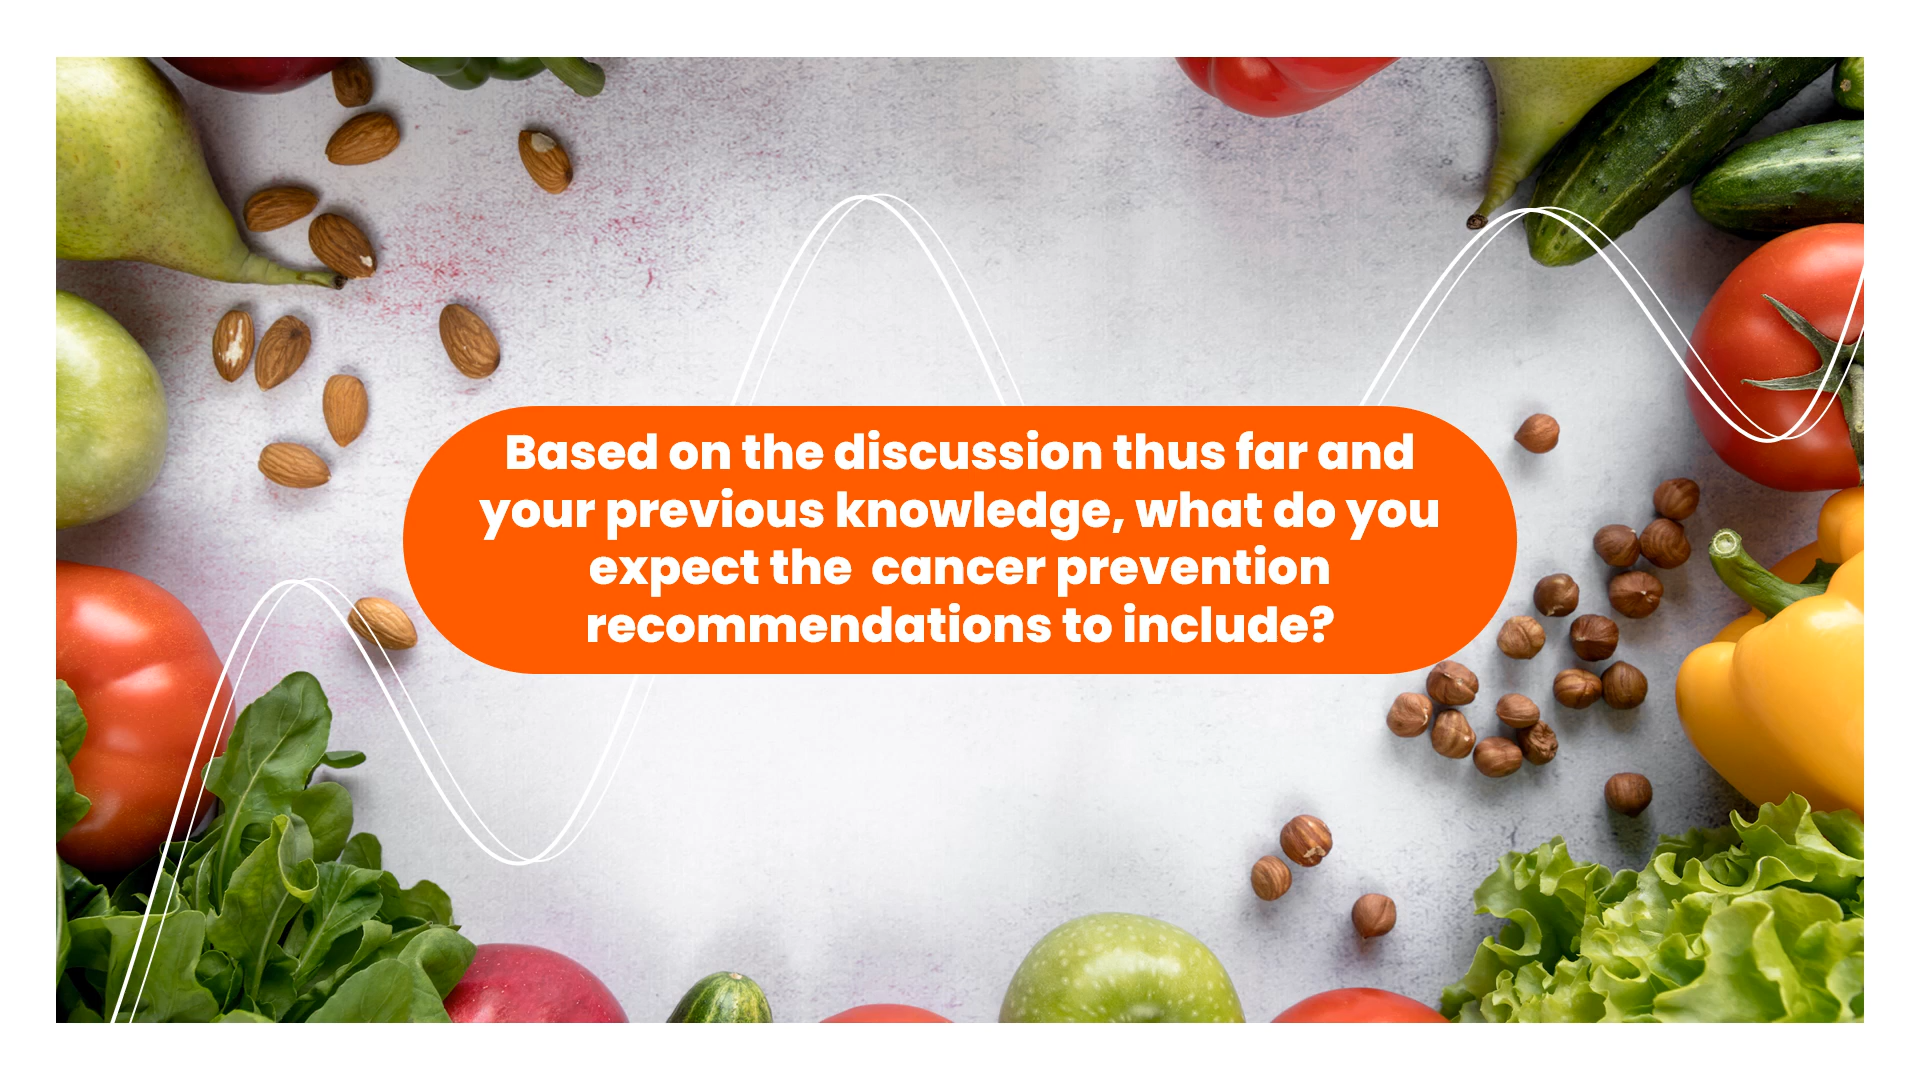 Based on the discussion thus far and
your previous knowledge, what do you
expect the  cancer prevention
recommendations to include?